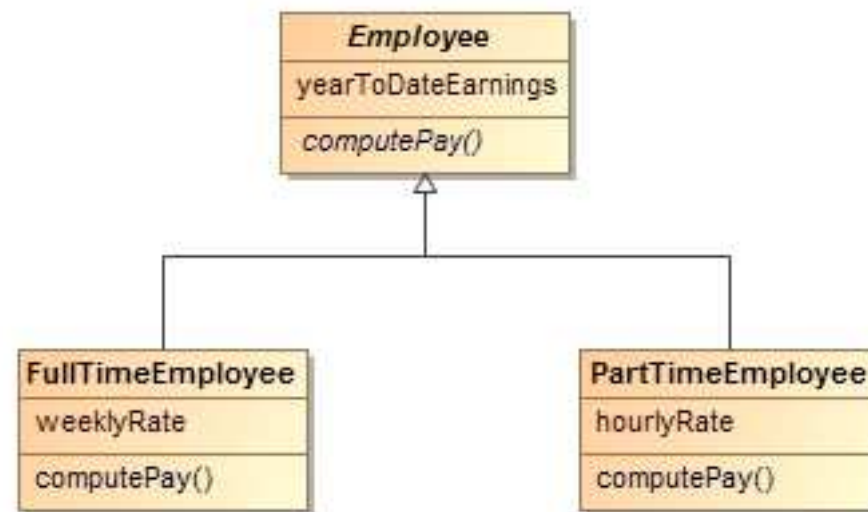 Employee
yearToDateEarnings
computePay()
FullTimeEmployee
weeklyRate
computePay()
PartTimeEmployee
hourlyRate
computePay()